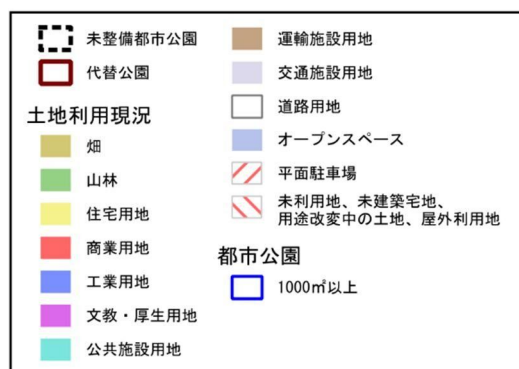 未整備都市公園
代替公園
土地利用現況
畑
山林
住宅用地
商業用地
工業用地
文教・厚生用地
公共施設用地
運輸施設用地
交通施設用地
道路用地
オープンスペース
平面駐車場
未利用地、未建築宅地、
用途改変中の土地、屋外利用地
都市公園
1000㎡以上